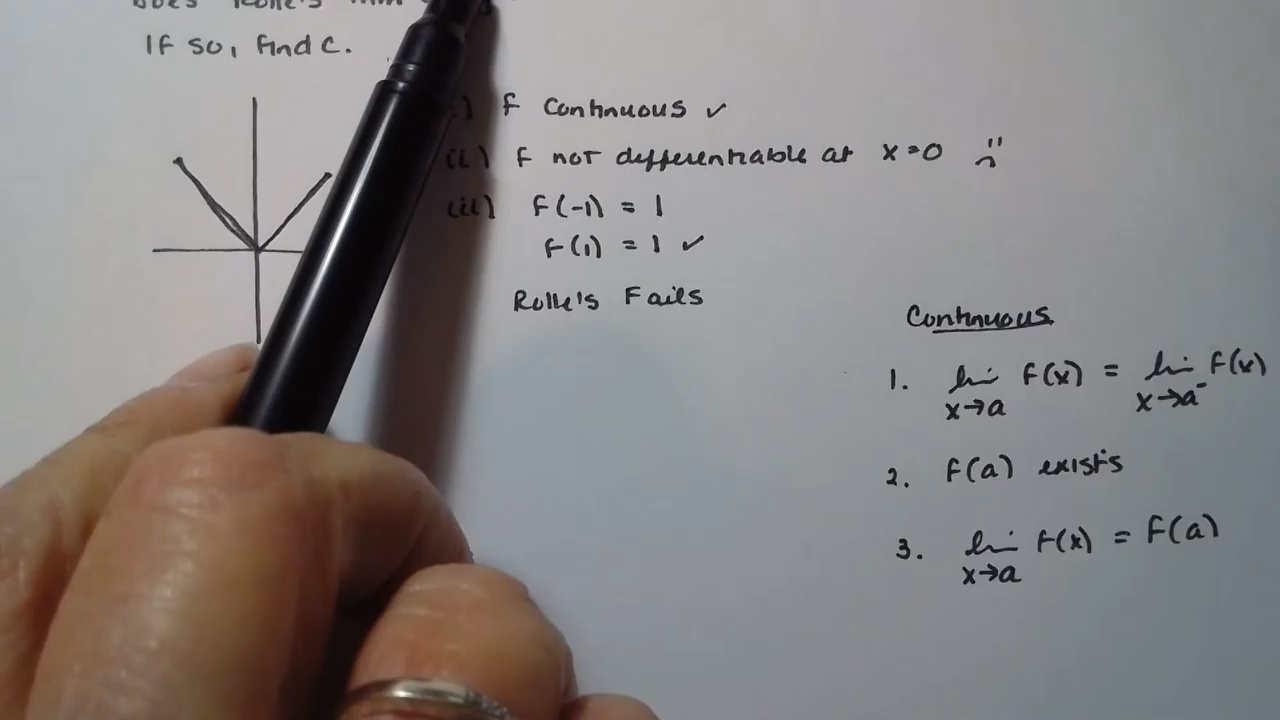 If so, find c.
) f continuous ✓
ii) f not differentiable at x=0
iii) f(-1) = 1
f(1) = 1 ✓
Rolle's Fails
Continuous
1. lim x→a f(x) = lim x→a⁻ f(x)
2. f(a) exists
3. lim x→a f(x) = f(a)